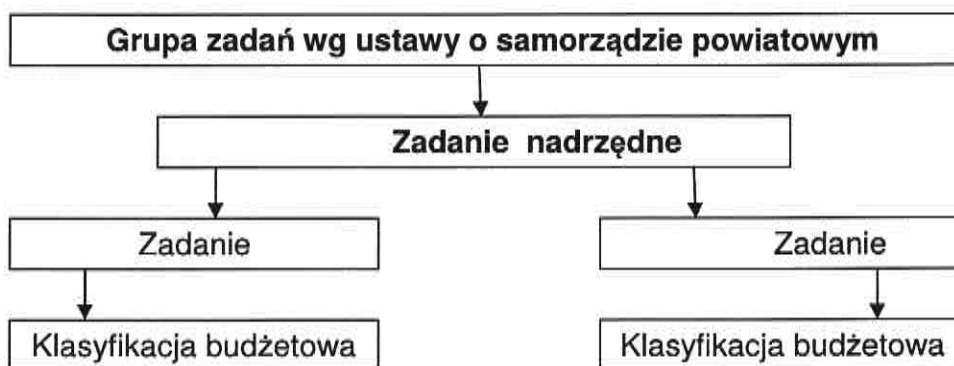 Grupa zadań wg ustawy o samorządzie powiatowym
Zadanie nadrzędne
Zadanie
Zadanie
Klasyfikacja budżetowa
Klasyfikacja budżetowa